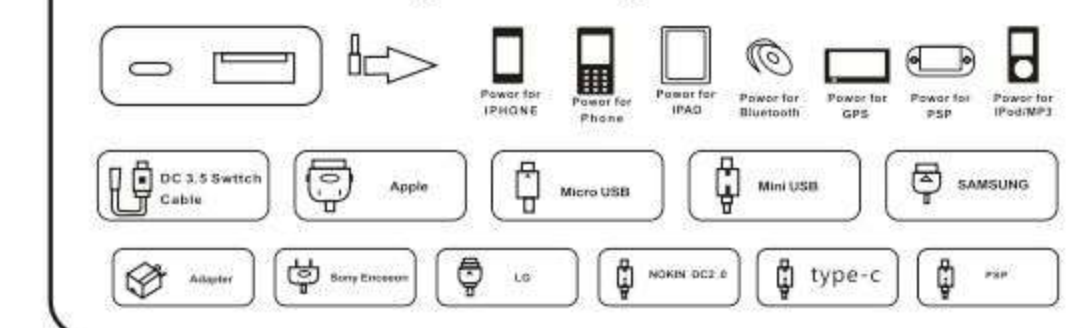 Power for
IPHONE
Power for
Phone
Power for
IPAD
Power for
Bluetooth
Power for
GPS
Power for
PSP
Power for
iPod/MP3
DC 3.5 Swttch
Cable
Apple
Micro USB
Mini USB
SAMSUNG
Adapter
Sony Encsson
LG
NOKIN DC2.0
type-c
PSP